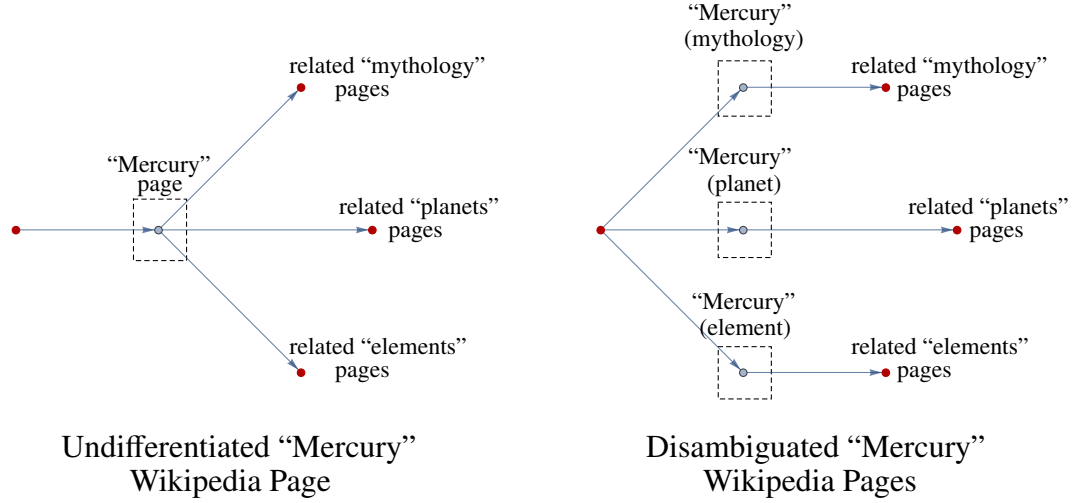 related “mythology”
pages
“Mercury”
page
related “planets”
pages
related “elements”
pages
Undifferentiated “Mercury”
Wikipedia Page
“Mercury”
(mythology)
related “mythology”
pages
“Mercury”
(planet)
related “planets”
pages
“Mercury”
(element)
related “elements”
pages
Disambiguated “Mercury”
Wikipedia Pages